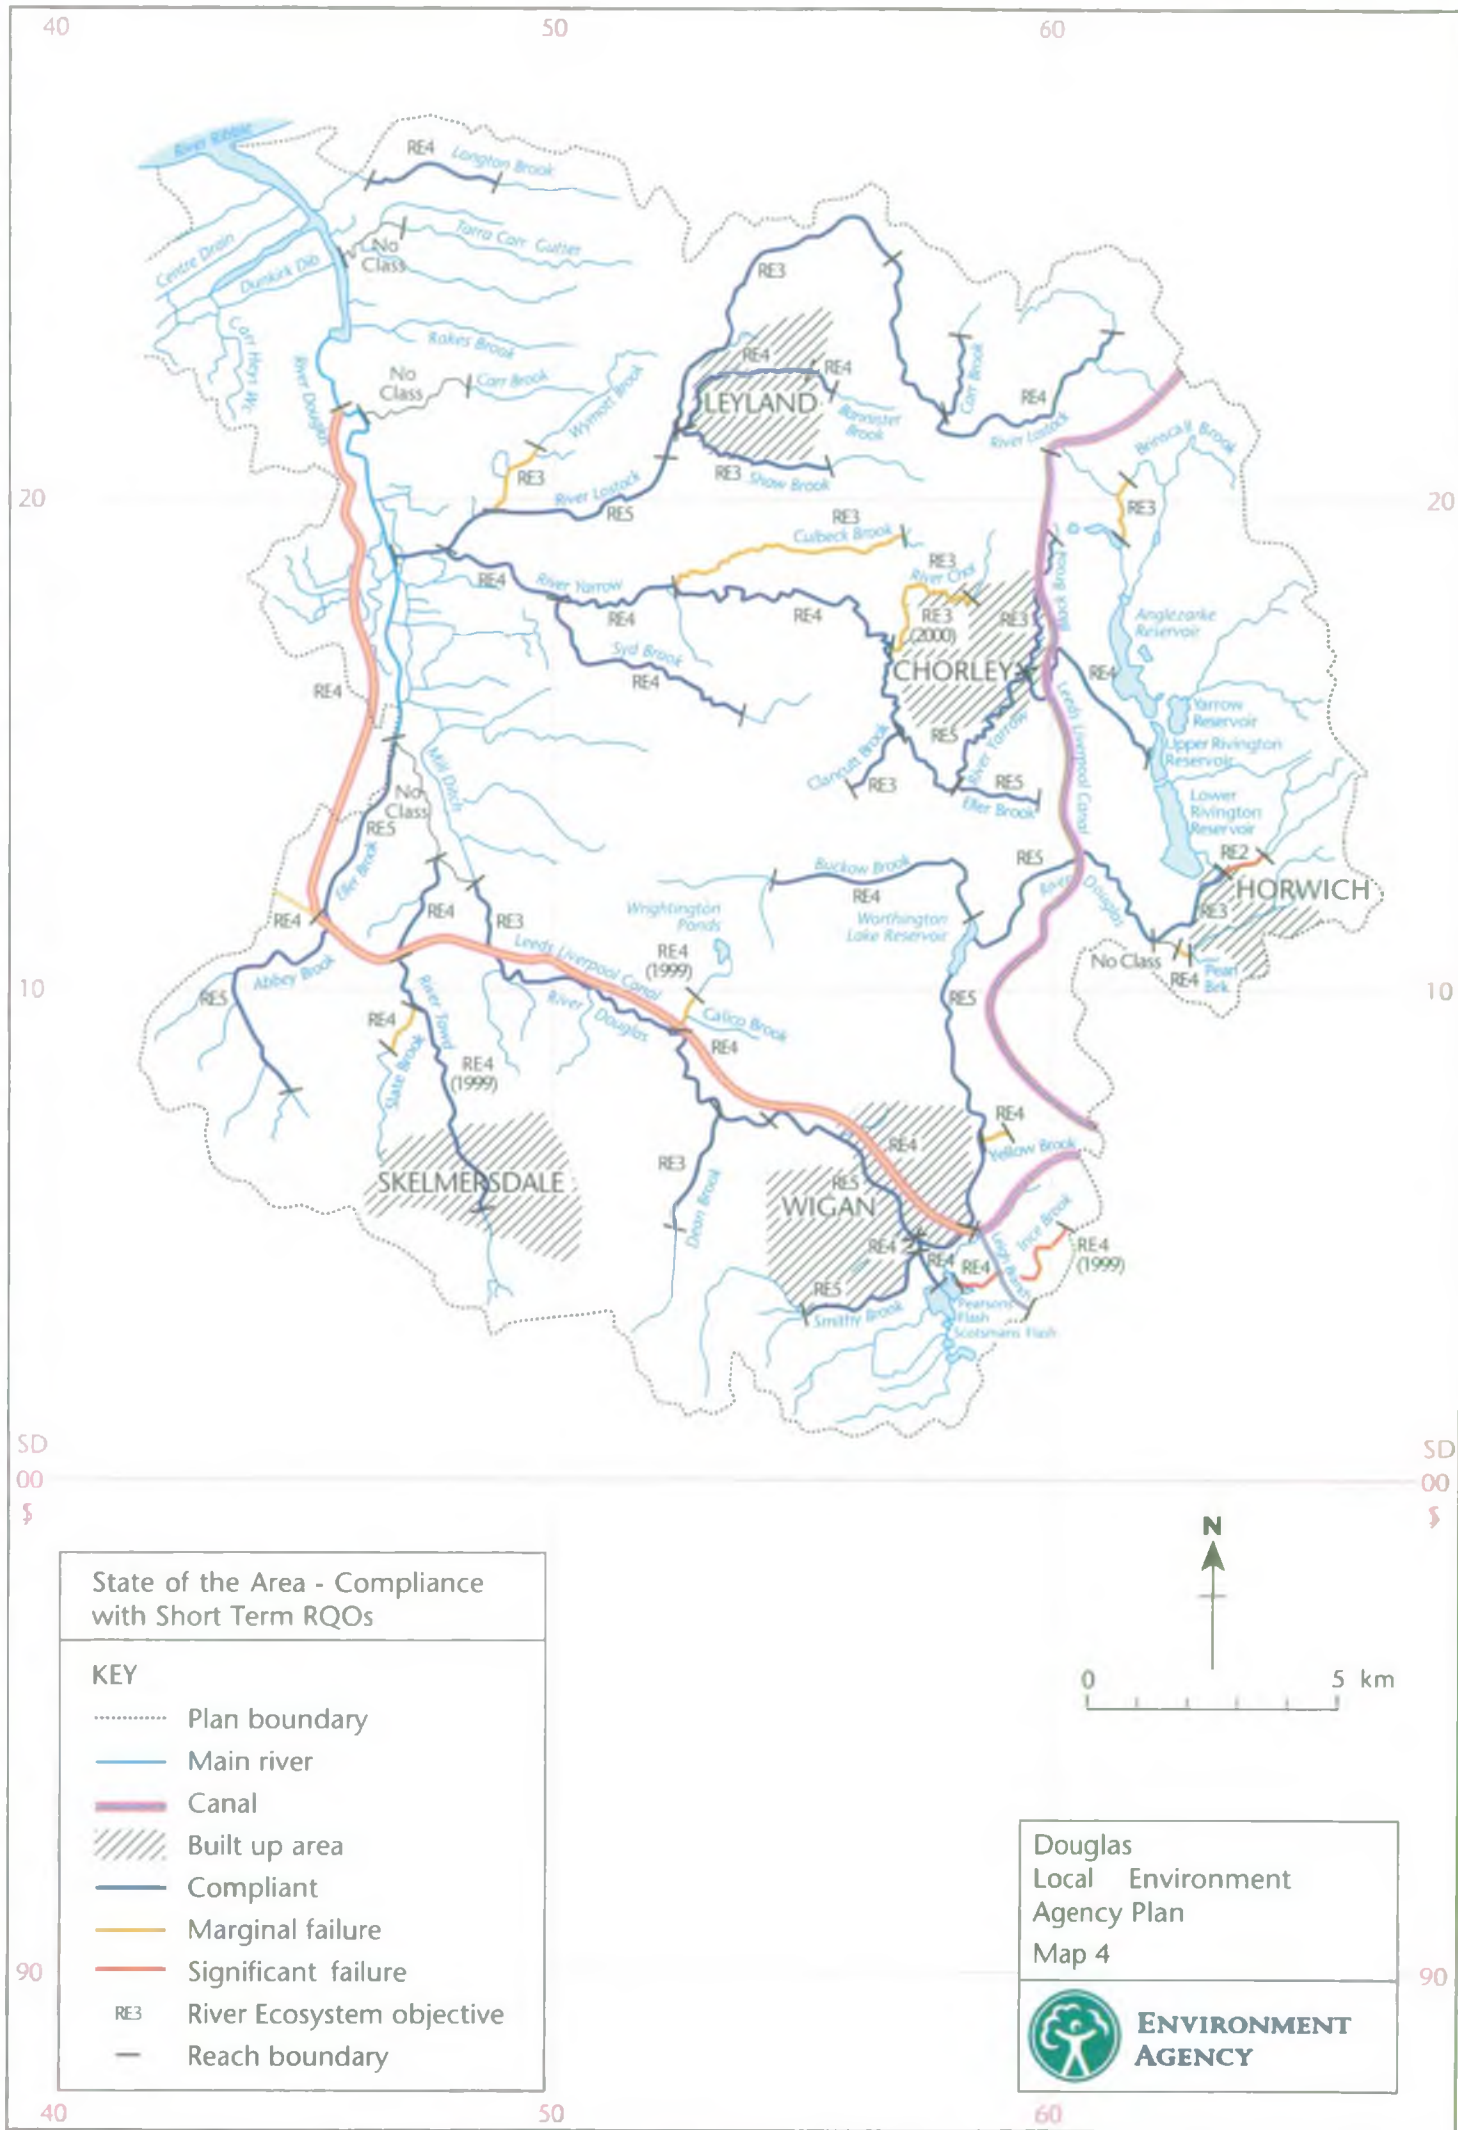 40 50 60
River Ribble
RE4
Longton Brook
Centre Drain
Dunkirk Dib
No
Class
Tarra Carr Gutter
Carr Heys Wc.
Rakes Brook
River Douglas
No
Class
Carr Brook
Wymott Brook
RE3
RE3
RE4
RE4
LEYLAND
Bannister
Brook
Carr Brook
RE4
River Lostock
RE3
Shaw Brook
River Lostock
RE5
Brinscall Brook
RE3
20 20
RE3
Culbeck Brook
RE3
River Chor
RE3
(2000)
RE3
Black Brook
CHORLEY
RE4
River Yarrow
RE4
RE4
Syd Brook
RE4
RE4
Anglezarke
Reservoir
RE4
Yarrow
Reservoir
Upper Rivington
Reservoir
Lower
Rivington
Reservoir
Leeds Liverpool Canal
RE5
River Yarrow
Clancutt Brook
RE3
RE5
Eller Brook
Mill Ditch
No
Class
RE5
Eller Brook
RE4
RE4
RE3
Buckow Brook
RE4
RE5
River Douglas
RE2
HORWICH
RE3
No Class
RE4
Pearl
Brk
Wrightington
Ponds
Worthington
Lake Reservoir
RE4
(1999)
Leeds Liverpool Canal
River Douglas
Calico Brook
RE4
Abbey Brook
RE5
10 10
RE4
River Tawd
Slate Brook
RE4
(1999)
RE5
RE4
Yellow Brook
SKELMERSDALE
RE3
Dean Brook
RE4
RE5
WIGAN
RE4
RE4
RE4
Leigh Branch
Ince Brook
RE4
(1999)
RE5
Smithy Brook
Pearsons
Flash
Scotsmans Flash
SD SD
00 00
State of the Area - Compliance
with Short Term RQOs
KEY
Plan boundary
Main river
Canal
Built up area
Compliant
Marginal failure
Significant failure
RE3 River Ecosystem objective
Reach boundary
N
0 5 km
Douglas
Local Environment
Agency Plan
Map 4
ENVIRONMENT
AGENCY
90 90
40 50 60